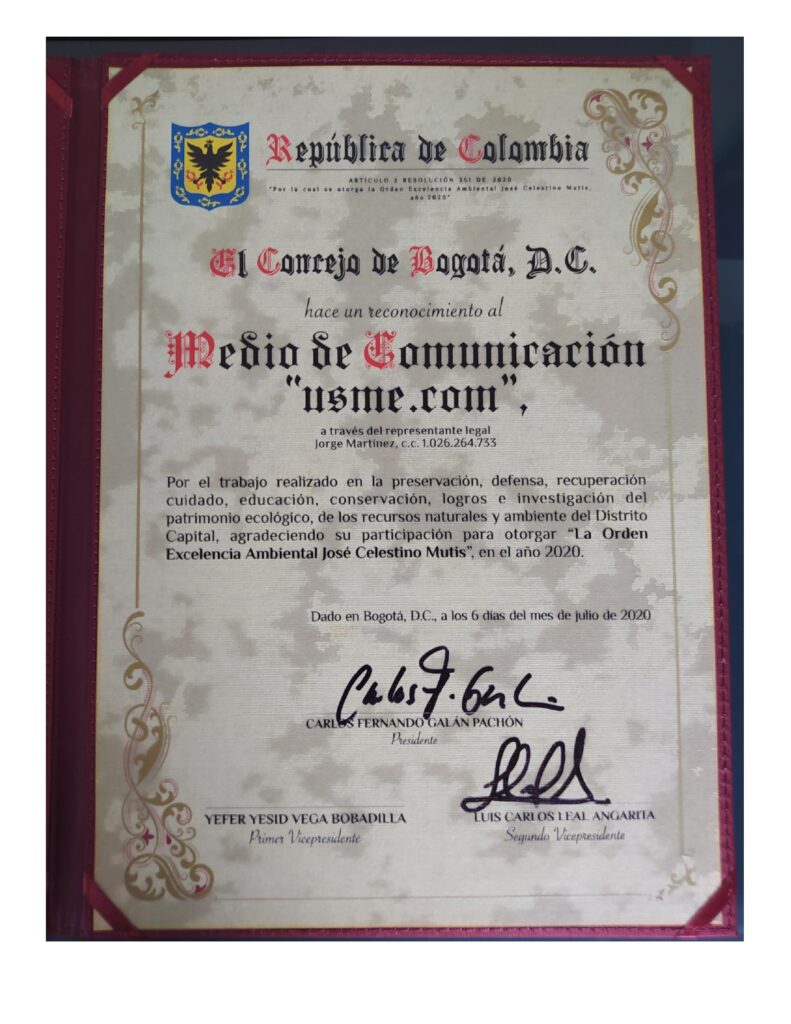 República de Colombia
ARTICULO 2 RESOLUCIÓN 351 DE 2020
"Por la cual se otorga la Orden Excelencia Ambiental José Celestino Mutis,
año 2020"
El Concejo de Bogotá, D.C.
hace un reconocimiento al
Medio de Comunicación
"usme.com",
a través del representante legal
Jorge Martínez, c.c. 1.026.264.733
Por el trabajo realizado en la preservación, defensa, recuperación
cuidado, educación, conservación, logros e investigación del
patrimonio ecológico, de los recursos naturales y ambiente del Distrito
Capital, agradeciendo su participación para otorgar “La Orden
Excelencia Ambiental José Celestino Mutis”, en el año 2020.
Dado en Bogotá, D.C., a los 6 días del mes de julio de 2020
Carlos F. Galán
CARLOS FERNANDO GALÁN PACHÓN
Presidente
YEFER YESID VEGA BOBADILLA
Primer Vicepresidente
LUIS CARLOS LEAL ANGARITA
Segundo Vicepresidente